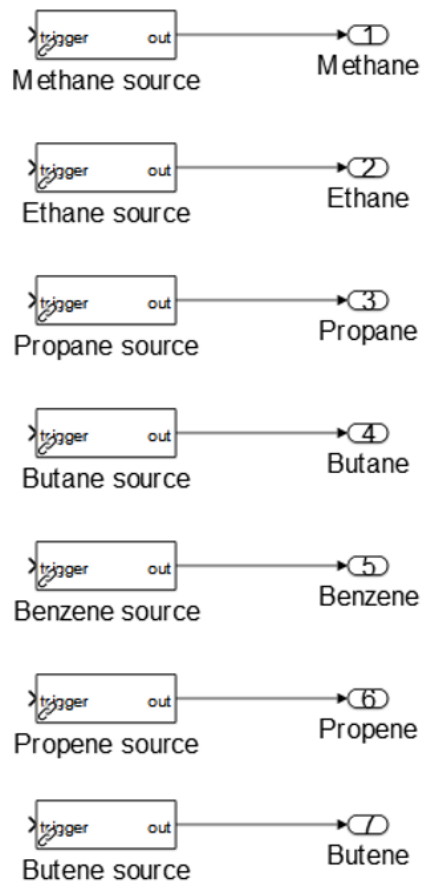 trigger out 1
Methane source Methane
trigger out 2
Ethane source Ethane
trigger out 3
Propane source Propane
trigger out 4
Butane source Butane
trigger out 5
Benzene source Benzene
trigger out 6
Propene source Propene
trigger out 7
Butene source Butene